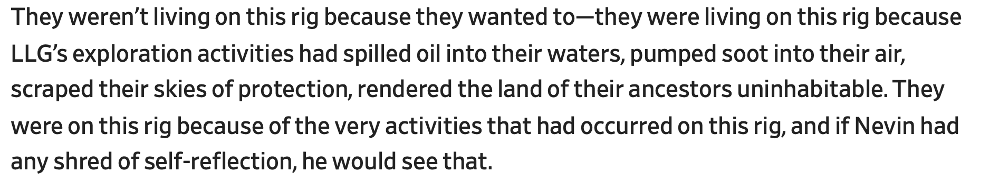 They weren’t living on this rig because they wanted to—they were living on this rig because
LLG’s exploration activities had spilled oil into their waters, pumped soot into their air,
scraped their skies of protection, rendered the land of their ancestors uninhabitable. They
were on this rig because of the very activities that had occurred on this rig, and if Nevin had
any shred of self-reflection, he would see that.